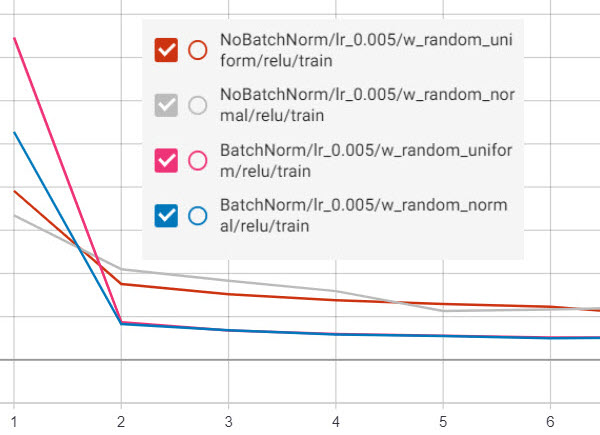 NoBatchNorm/lr_0.005/w_random_uni
form/relu/train
NoBatchNorm/lr_0.005/w_random_nor
mal/relu/train
BatchNorm/lr_0.005/w_random_unifor
m/relu/train
BatchNorm/lr_0.005/w_random_norm
al/relu/train
1 2 3 4 5 6